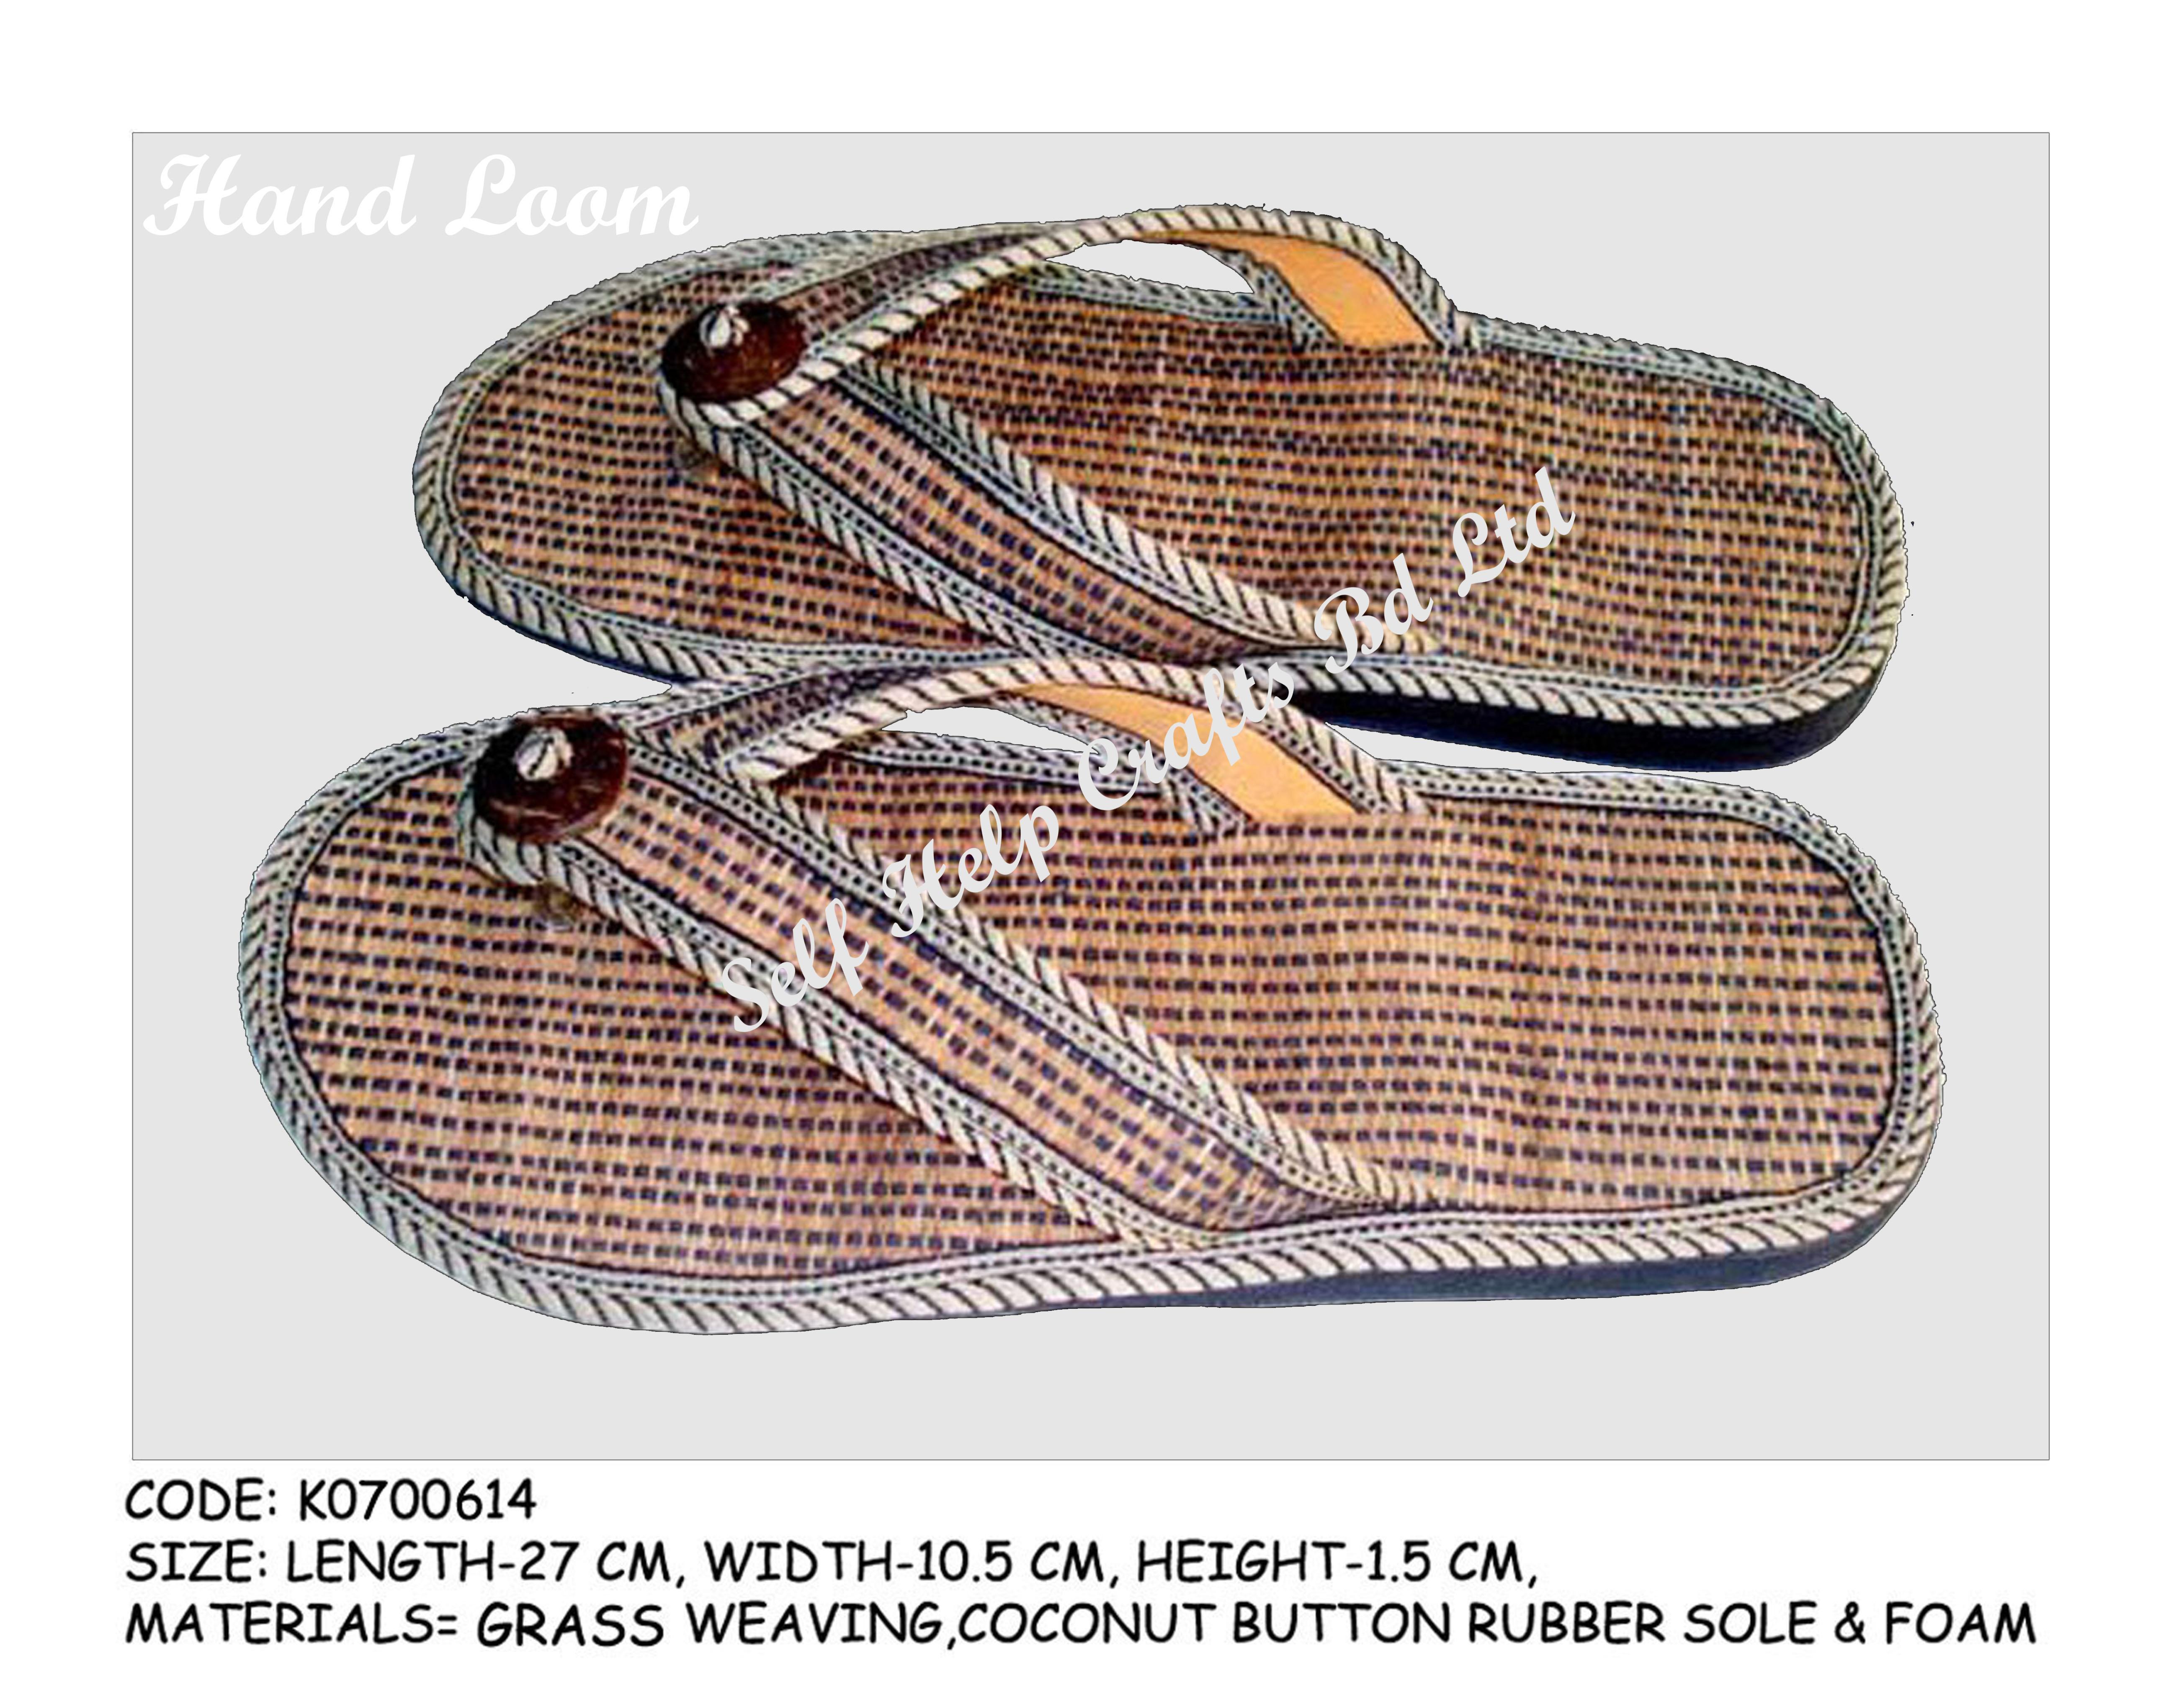 Hand Loom
Self Help Crafts Bd Ltd
CODE: K0700614
SIZE: LENGTH-27 CM, WIDTH-10.5 CM, HEIGHT-1.5 CM,
MATERIALS= GRASS WEAVING,COCONUT BUTTON RUBBER SOLE & FOAM